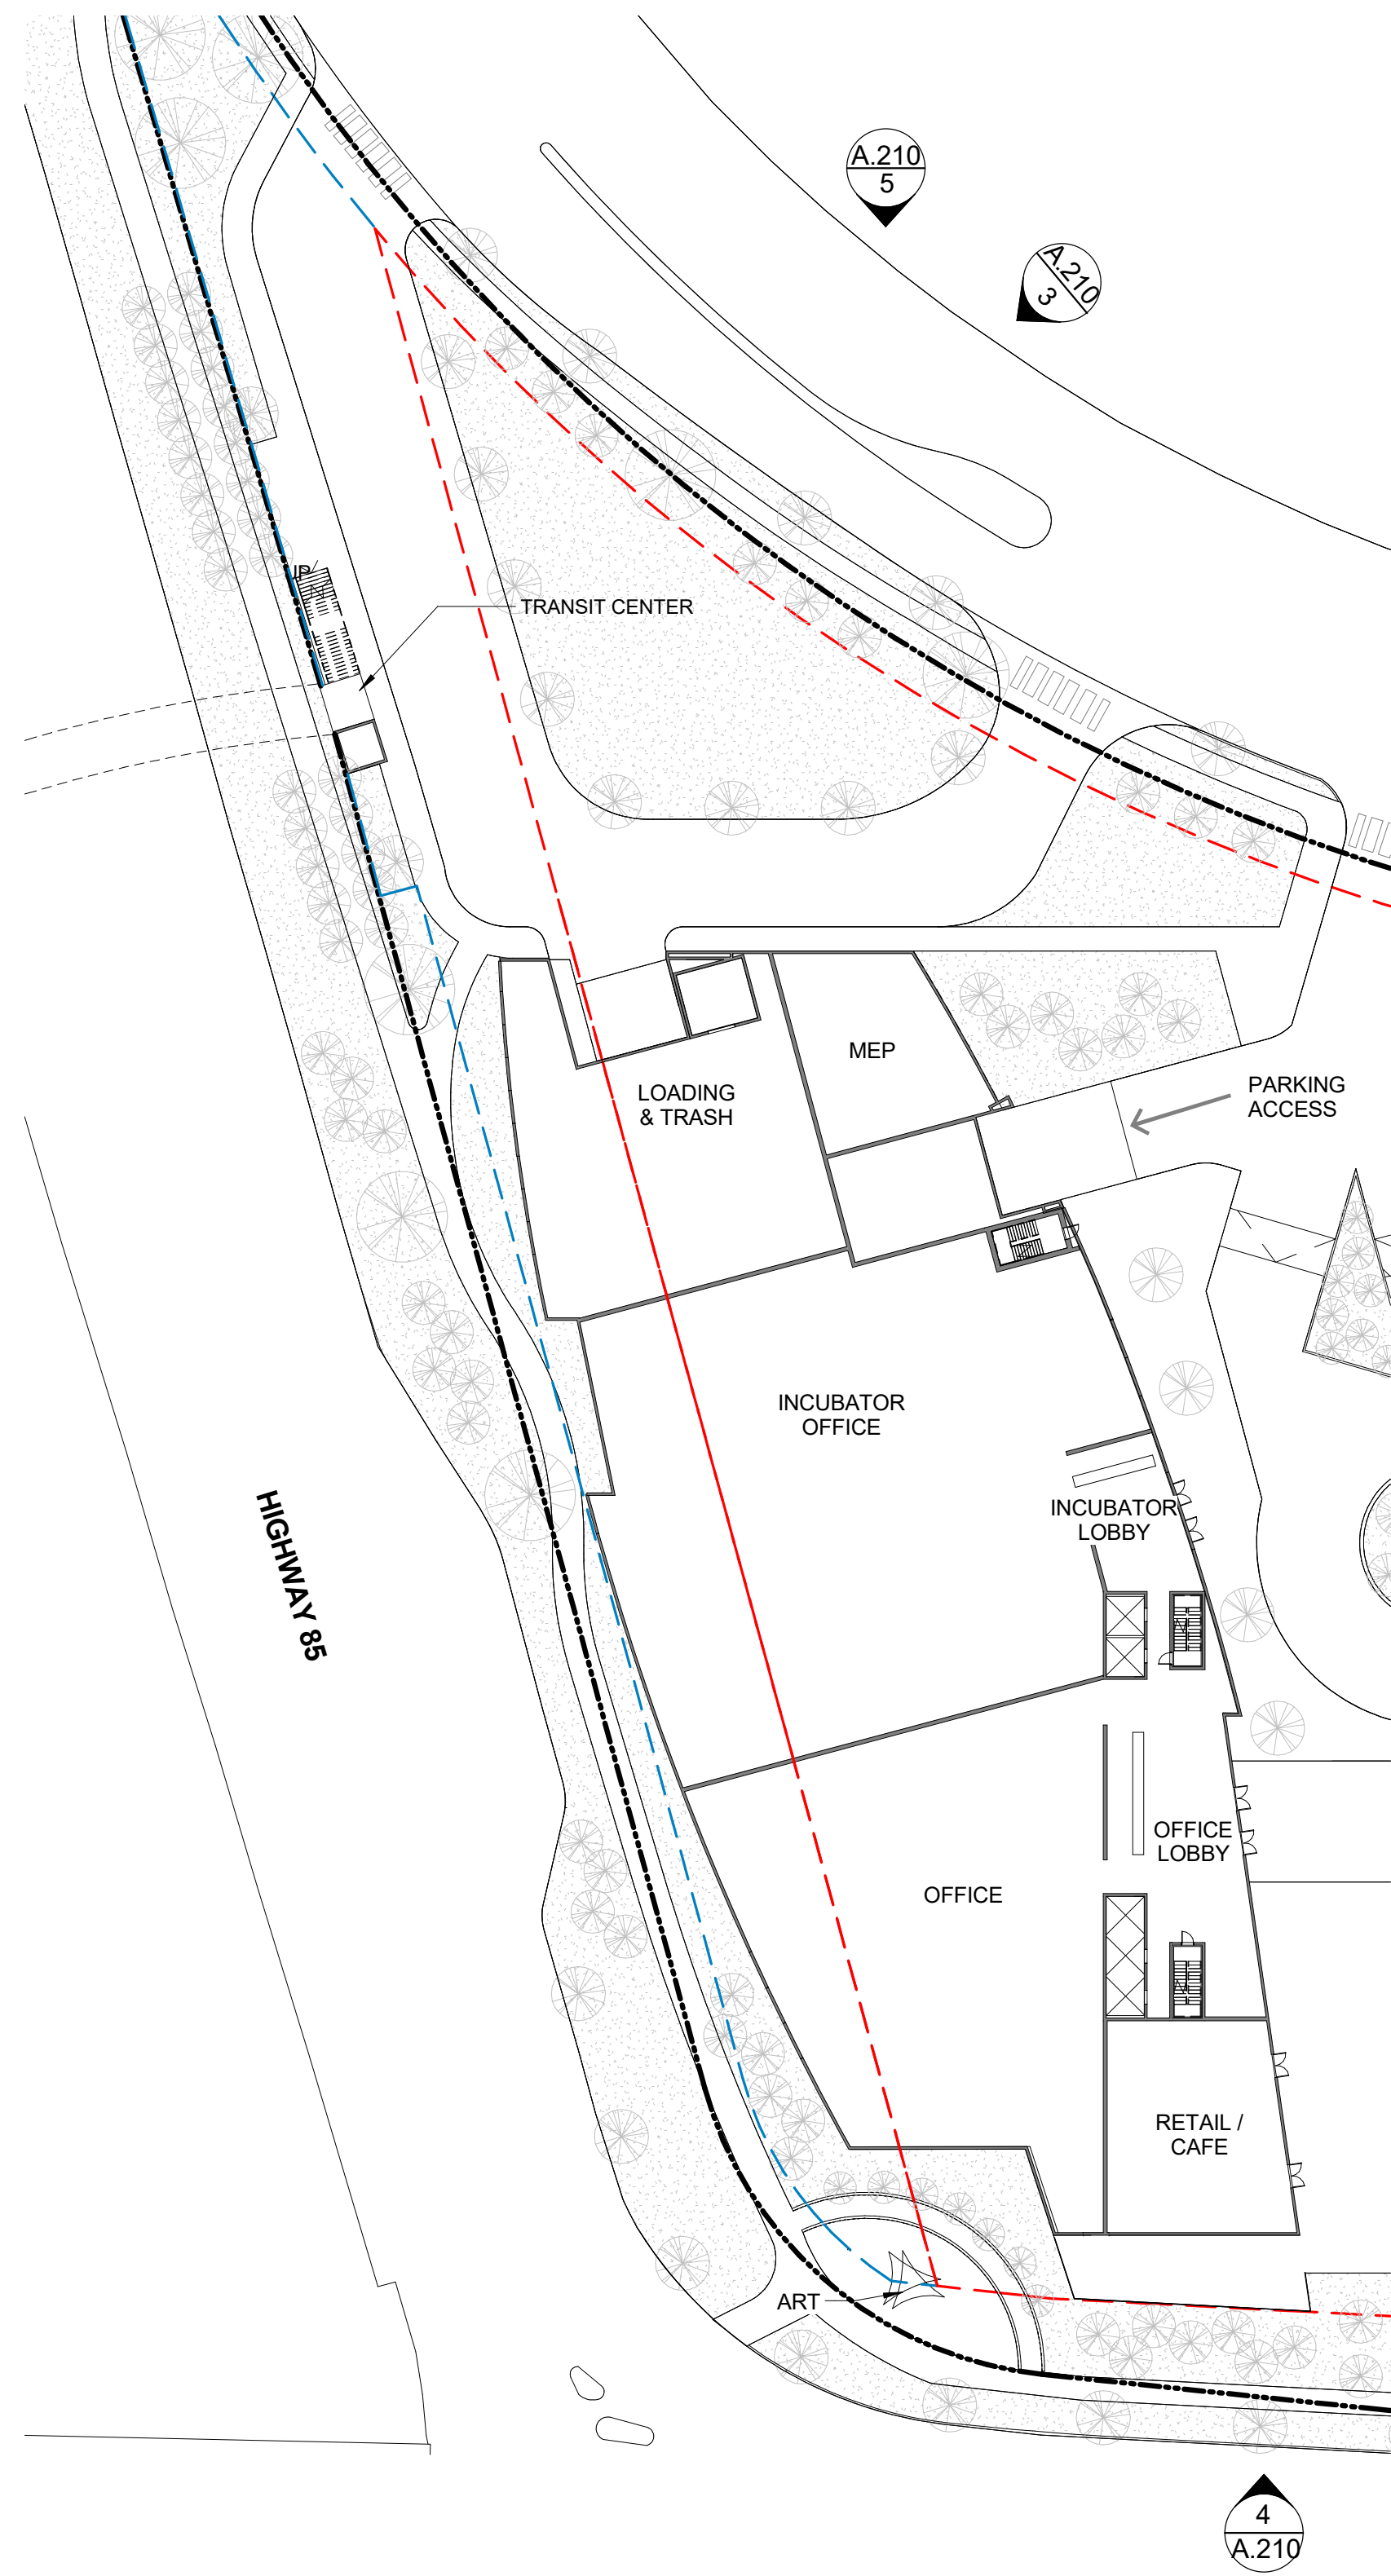 A.210
5
A.210
3
UP
TRANSIT CENTER
MEP
LOADING
& TRASH
PARKING
ACCESS
INCUBATOR
OFFICE
INCUBATOR
LOBBY
HIGHWAY 85
OFFICE
LOBBY
OFFICE
RETAIL /
CAFE
ART
4
A.210